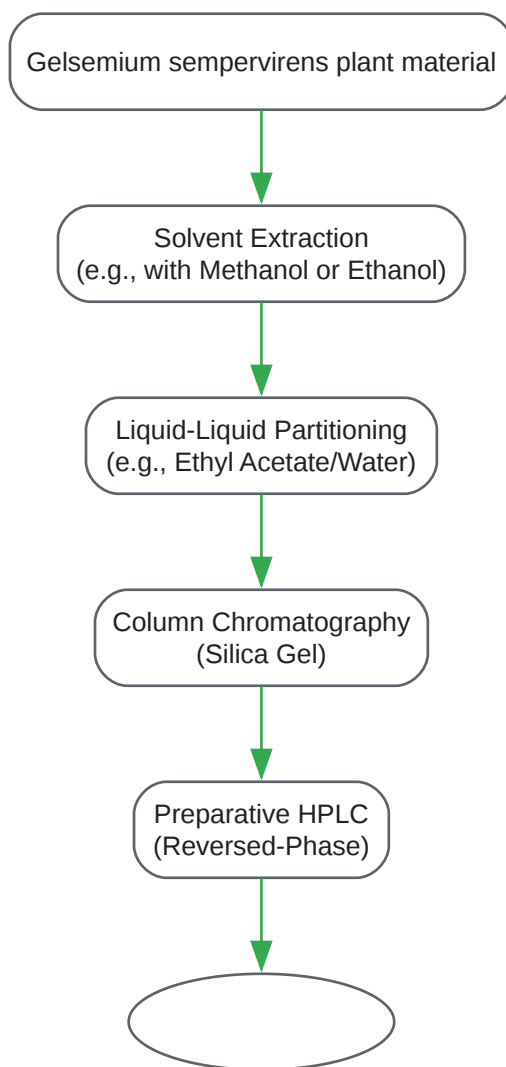 Gelsemium sempervirens plant material
Solvent Extraction
(e.g., with Methanol or Ethanol)
Liquid-Liquid Partitioning
(e.g., Ethyl Acetate/Water)
Column Chromatography
(Silica Gel)
Preparative HPLC
(Reversed-Phase)